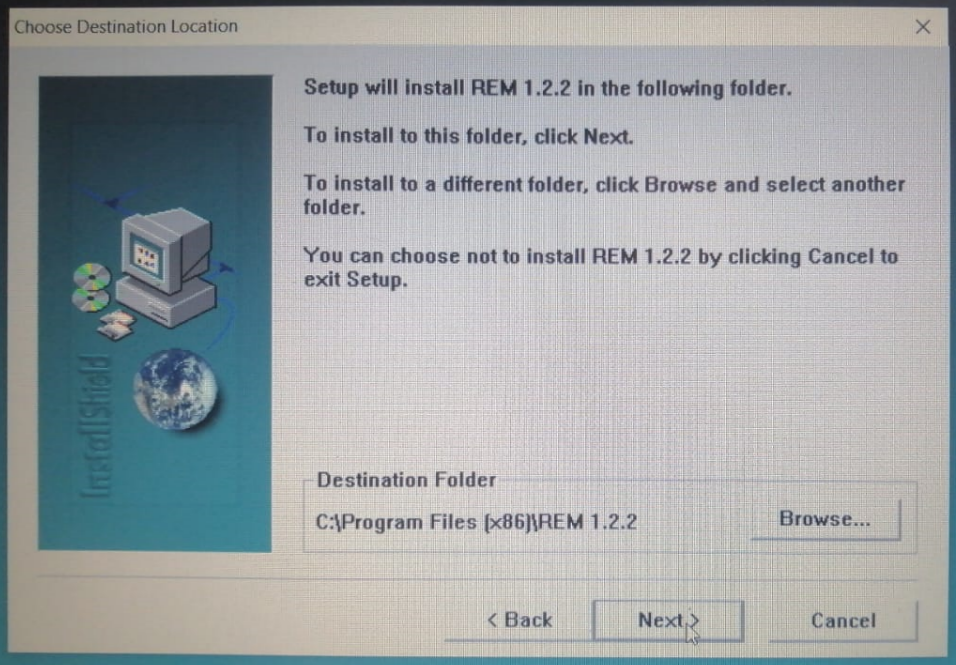 Choose Destination Location
Setup will install REM 1.2.2 in the following folder.
To install to this folder, click Next.
To install to a different folder, click Browse and select another
folder.
You can choose not to install REM 1.2.2 by clicking Cancel to
exit Setup.
InstallShield
Destination Folder
C:\Program Files (x86)\REM 1.2.2
Browse...
< Back
Next >
Cancel